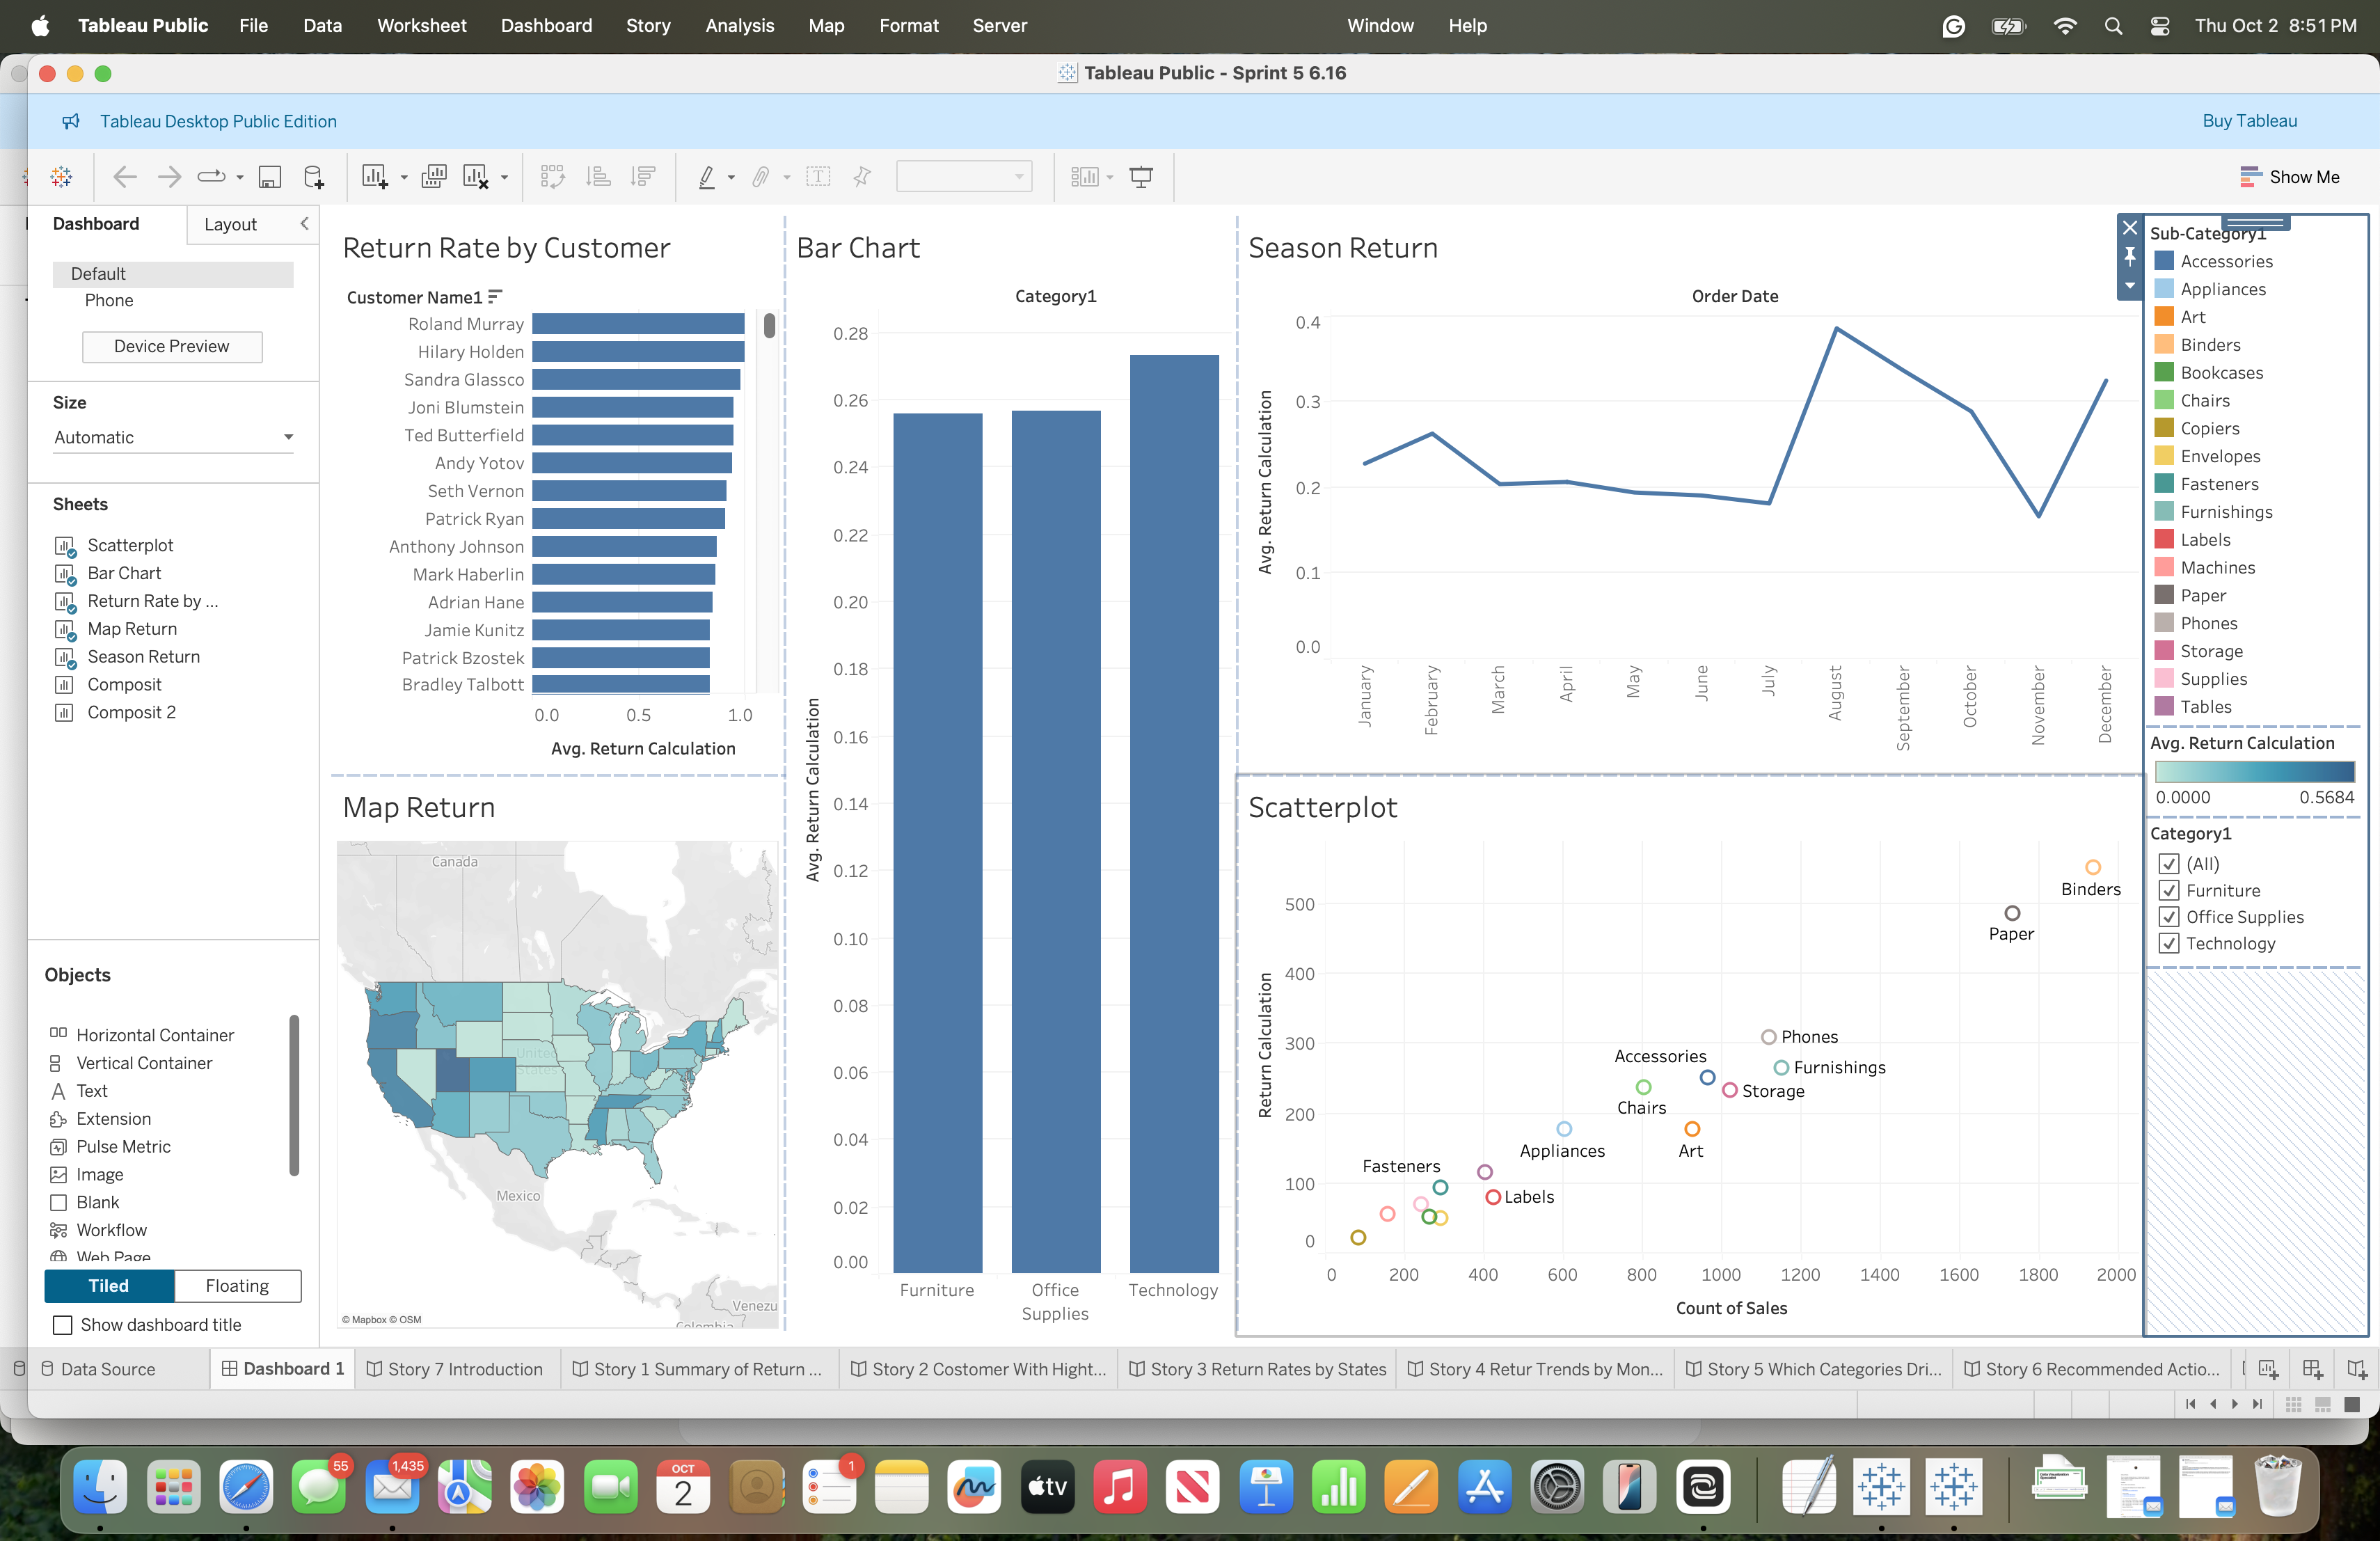 Tableau Public File Data Worksheet Dashboard Story Analysis Map Format Server Window Help Thu Oct 2 8:51 PM
Tableau Public - Sprint 5 6.16
Tableau Desktop Public Edition Buy Tableau
Show Me
Dashboard Layout
Default
Phone
Device Preview
Size
Automatic
Sheets
Scatterplot
Bar Chart
Return Rate by ...
Map Return
Season Return
Composit
Composit 2
Objects
Horizontal Container
Vertical Container
Text
Extension
Pulse Metric
Image
Blank
Workflow
Web Page
Tiled Floating
Show dashboard title
Return Rate by Customer
Customer Name1
Roland Murray
Hilary Holden
Sandra Glassco
Joni Blumstein
Ted Butterfield
Andy Yotov
Seth Vernon
Patrick Ryan
Anthony Johnson
Mark Haberlin
Adrian Hane
Jamie Kunitz
Patrick Bzostek
Bradley Talbott
0.0 0.5 1.0
Avg. Return Calculation
Map Return
Canada
United
States
Mexico
Venezu
Colombia
© Mapbox © OSM
Bar Chart
Category1
0.28
0.26
0.24
0.22
0.20
0.18
0.16
0.14
0.12
0.10
0.08
0.06
0.04
0.02
0.00
Avg. Return Calculation
Furniture
Office
Supplies
Technology
Season Return
Order Date
0.4
0.3
0.2
0.1
0.0
Avg. Return Calculation
January
February
March
April
May
June
July
August
September
October
November
December
Scatterplot
Binders
Paper
Phones
Furnishings
Accessories
Storage
Chairs
Appliances
Art
Fasteners
Labels
500
400
300
200
100
0
Return Calculation
0 200 400 600 800 1000 1200 1400 1600 1800 2000
Count of Sales
Sub-Category1
Accessories
Appliances
Art
Binders
Bookcases
Chairs
Copiers
Envelopes
Fasteners
Furnishings
Labels
Machines
Paper
Phones
Storage
Supplies
Tables
Avg. Return Calculation
0.0000 0.5684
Category1
(All)
Furniture
Office Supplies
Technology
Data Source Dashboard 1 Story 7 Introduction Story 1 Summary of Return ... Story 2 Costomer With Hight... Story 3 Return Rates by States Story 4 Retur Trends by Mon... Story 5 Which Categories Dri... Story 6 Recommended Actio...
55
1,435
OCT
2
1
tv